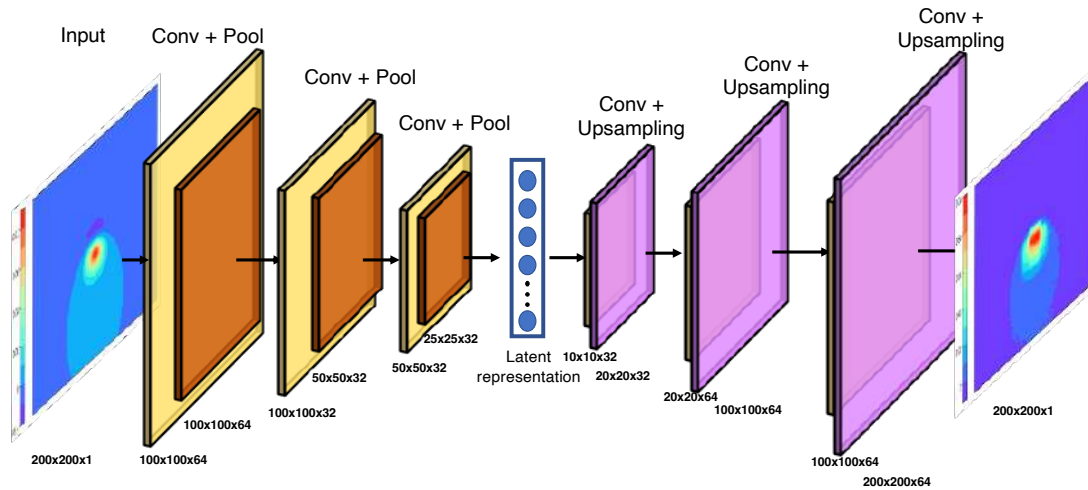 Input
Conv + Pool
Conv + Pool
Conv + Pool
Conv +
Upsampling
Conv +
Upsampling
Conv +
Upsampling
Latent
representation
200x200x1
100x100x64
100x100x64
100x100x32
50x50x32
50x50x32
25x25x32
10x10x32
20x20x32
20x20x64
100x100x64
100x100x64
200x200x64
200x200x1